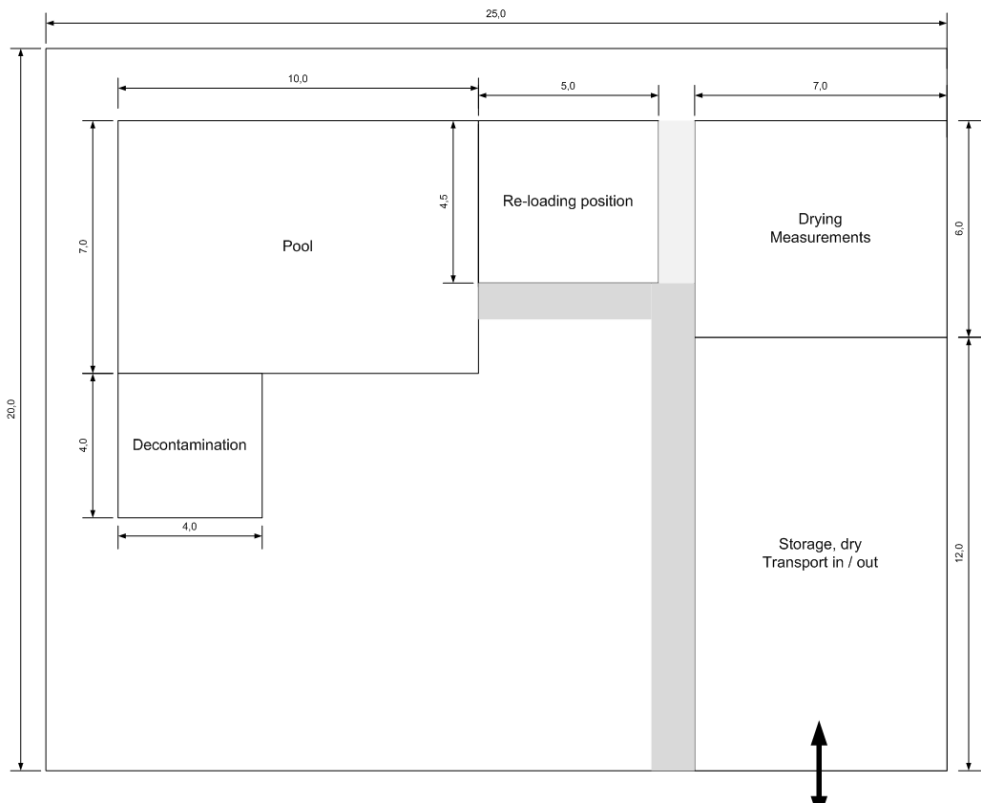 25,0
10,0
5,0
7,0
Re-loading position
4,5
Drying
Measurements
6,0
Pool
7,0
20,0
4,0
Decontamination
4,0
Storage, dry
Transport in / out
12,0